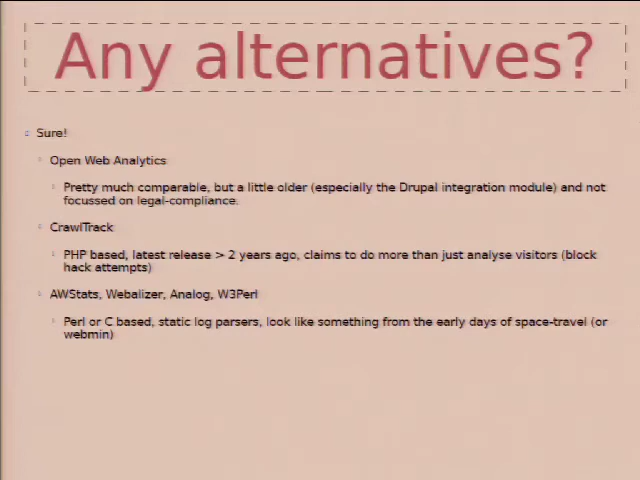 Any alternatives?
Sure!
Open Web Analytics
Pretty much comparable, but a little older (especially the Drupal integration module) and not
focussed on legal-compliance.
CrawlTrack
PHP based, latest release > 2 years ago, claims to do more than just analyse visitors (block
hack attempts)
AWStats, Webalizer, Analog, W3Perl
Perl or C based, static log parsers, look like something from the early days of space-travel (or
webmin)